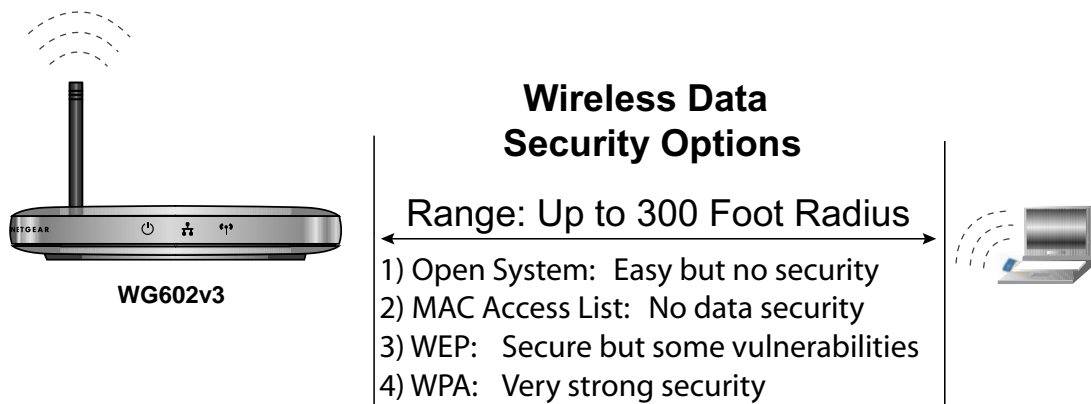 Wireless Data
Security Options
Range: Up to 300 Foot Radius
NETGEAR
WG602v3
1) Open System: Easy but no security
2) MAC Access List: No data security
3) WEP: Secure but some vulnerabilities
4) WPA: Very strong security